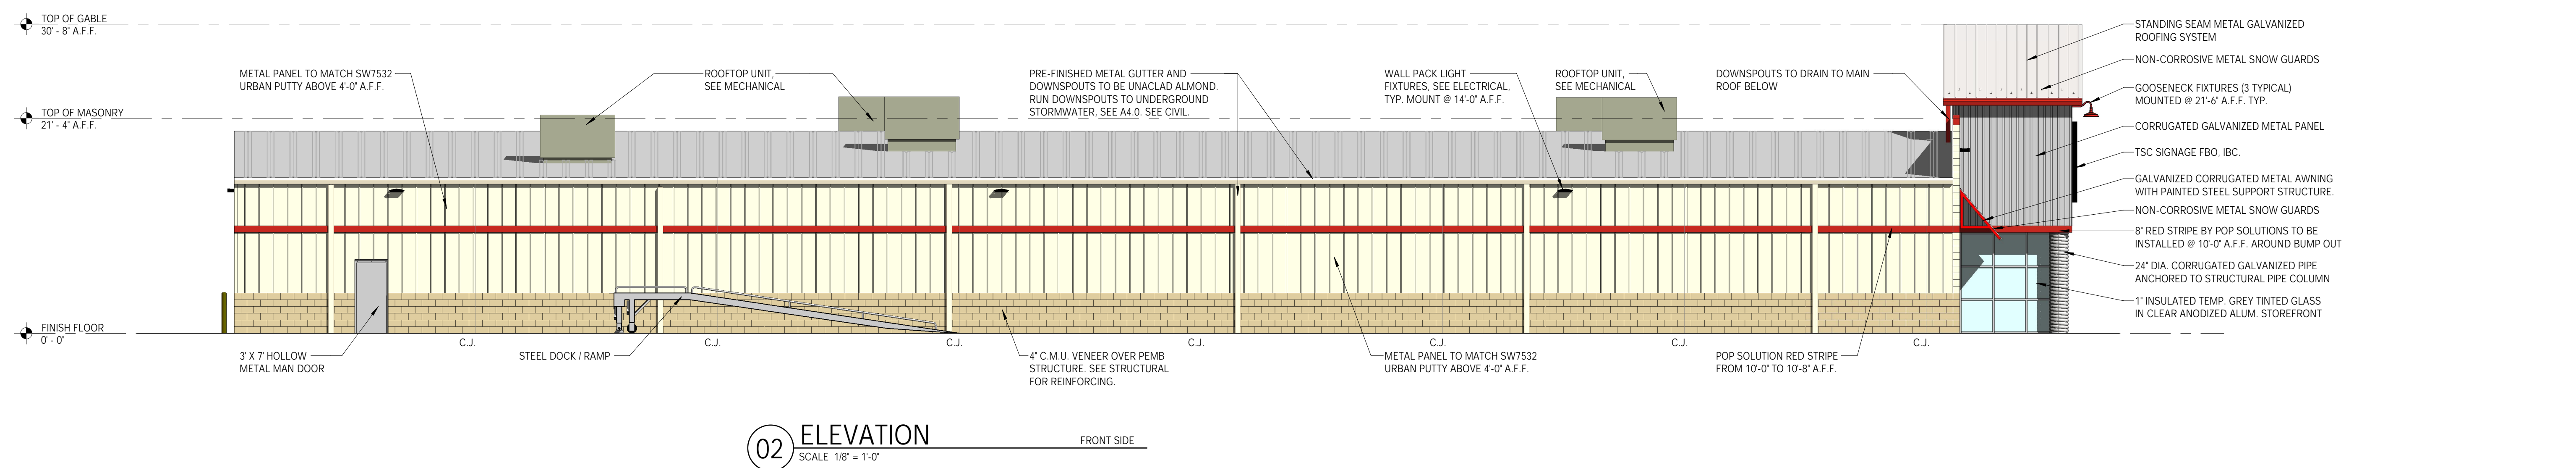 TOP OF GABLE
30' - 8" A.F.F.
TOP OF MASONRY
21' - 4" A.F.F.
FINISH FLOOR
0' - 0"
METAL PANEL TO MATCH SW7532
URBAN PUTTY ABOVE 4'-0" A.F.F.
ROOFTOP UNIT,
SEE MECHANICAL
PRE-FINISHED METAL GUTTER AND
DOWNSPOUTS TO BE UNACLAD ALMOND.
RUN DOWNSPOUTS TO UNDERGROUND
STORMWATER, SEE A4.0. SEE CIVIL.
WALL PACK LIGHT
FIXTURES, SEE ELECTRICAL,
TYP. MOUNT @ 14'-0" A.F.F.
ROOFTOP UNIT,
SEE MECHANICAL
DOWNSPOUTS TO DRAIN TO MAIN
ROOF BELOW
STANDING SEAM METAL GALVANIZED
ROOFING SYSTEM
NON-CORROSIVE METAL SNOW GUARDS
GOOSENECK FIXTURES (3 TYPICAL)
MOUNTED @ 21'-6" A.F.F. TYP.
CORRUGATED GALVANIZED METAL PANEL
TSC SIGNAGE FBO, IBC.
GALVANIZED CORRUGATED METAL AWNING
WITH PAINTED STEEL SUPPORT STRUCTURE.
NON-CORROSIVE METAL SNOW GUARDS
8" RED STRIPE BY POP SOLUTIONS TO BE
INSTALLED @ 10'-0" A.F.F. AROUND BUMP OUT
24" DIA. CORRUGATED GALVANIZED PIPE
ANCHORED TO STRUCTURAL PIPE COLUMN
1" INSULATED TEMP. GREY TINTED GLASS
IN CLEAR ANODIZED ALUM. STOREFRONT
C.J.
C.J.
C.J.
C.J.
C.J.
C.J.
C.J.
3' X 7' HOLLOW
METAL MAN DOOR
STEEL DOCK / RAMP
4" C.M.U. VENEER OVER PEMB
STRUCTURE. SEE STRUCTURAL
FOR REINFORCING.
METAL PANEL TO MATCH SW7532
URBAN PUTTY ABOVE 4'-0" A.F.F.
POP SOLUTION RED STRIPE
FROM 10'-0" TO 10'-8" A.F.F.
02
ELEVATION
FRONT SIDE
SCALE 1/8" = 1'-0"